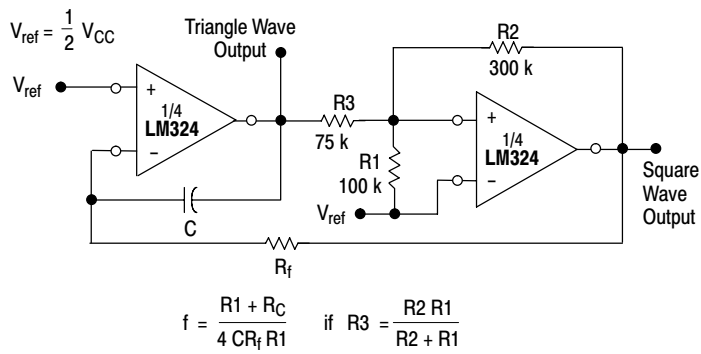 V_ref = 1/2 V_CC
Triangle Wave
Output
V_ref
+
−
1/4
LM324
C
R3
75 k
R2
300 k
R1
100 k
V_ref
+
−
1/4
LM324
Square
Wave
Output
R_f
f = (R1 + R_C) / (4 CR_f R1) if R3 = (R2 R1) / (R2 + R1)